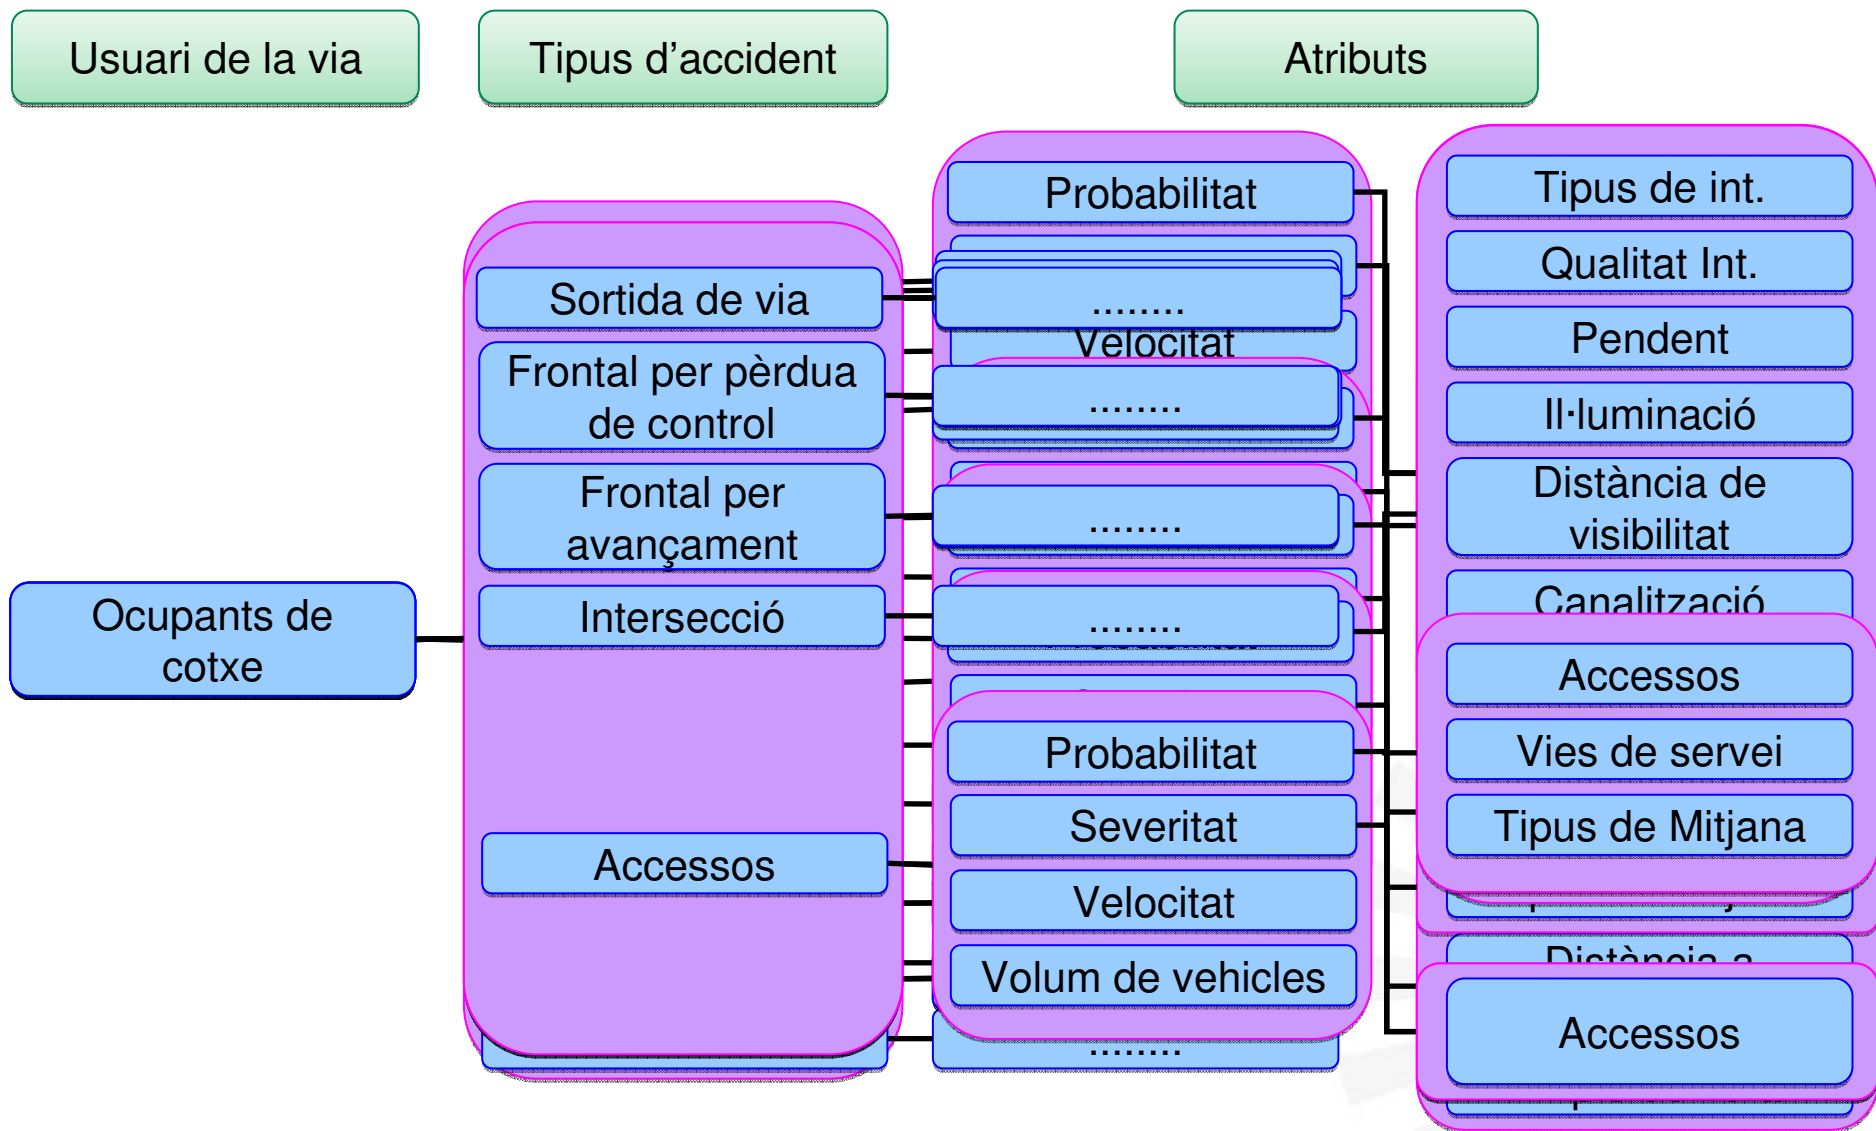 Usuari de la via
Tipus d’accident
Atributs
Ocupants de
cotxe
Sortida de via
Frontal per pèrdua
de control
Frontal per
avançament
Intersecció
Accessos
Probabilitat
........
Velocitat
........
........
........
Probabilitat
Severitat
Velocitat
Volum de vehicles
........
Tipus de int.
Qualitat Int.
Pendent
Il·luminació
Distància de
visibilitat
Canalització
Accessos
Vies de servei
Tipus de Mitjana
Distància a
Accessos